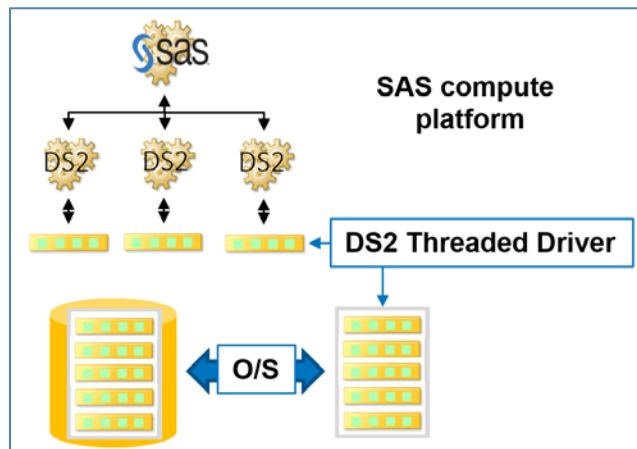 sas
SAS compute
platform
DS2
DS2
DS2
DS2 Threaded Driver
O/S